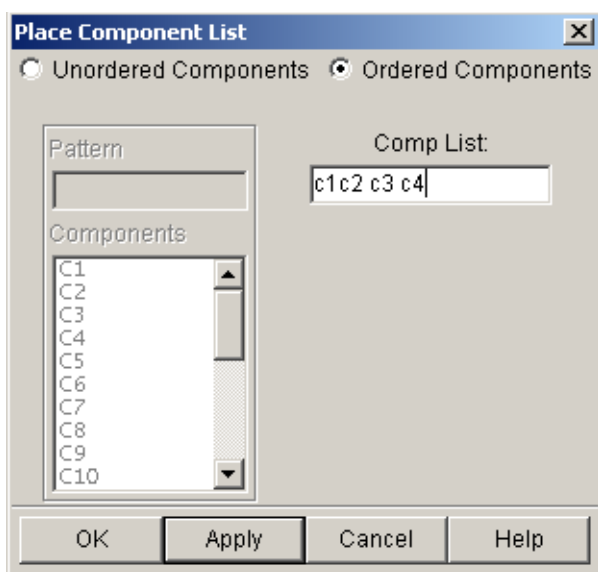 Place Component List
Unordered Components Ordered Components
Pattern
Comp List:
c1c2 c3 c4
Components
C1
C2
C3
C4
C5
C6
C7
C8
C9
C10
OK Apply Cancel Help